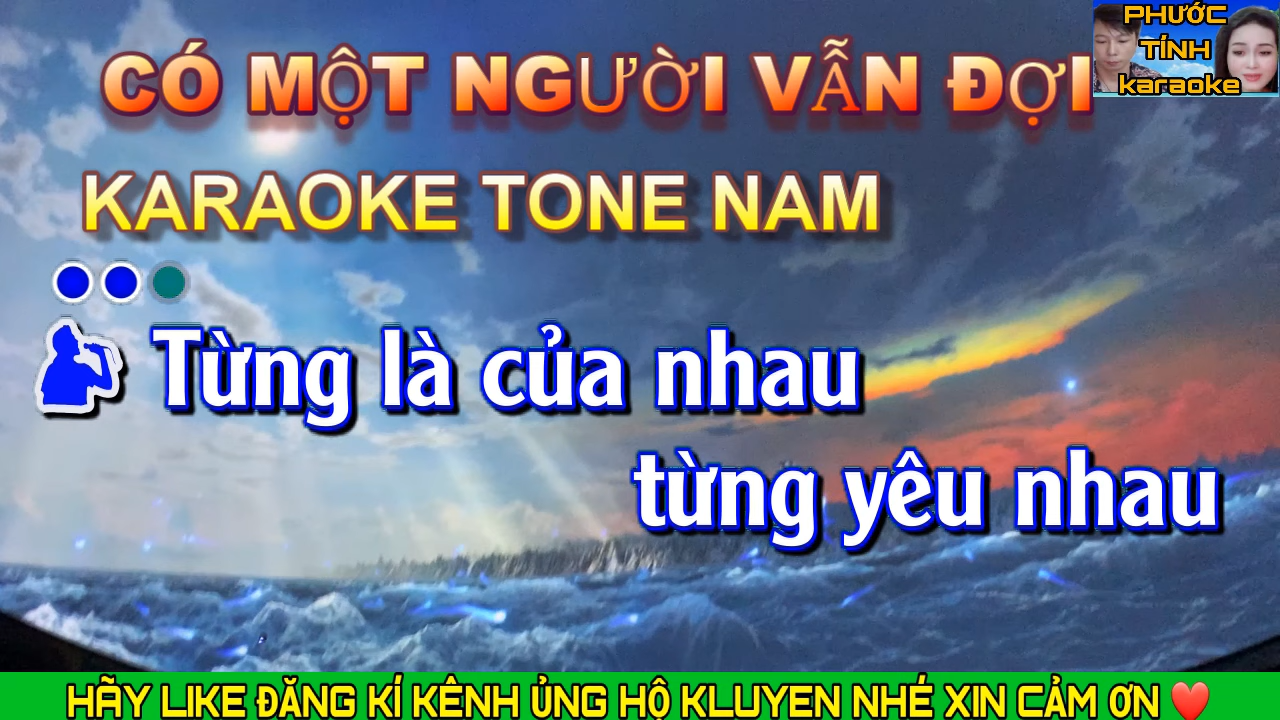 PHƯỚC
TÍNH
karaoke
CÓ MỘT NGƯỜI VẪN ĐỢI
KARAOKE TONE NAM
Từng là của nhau
từng yêu nhau
HÃY LIKE ĐĂNG KÍ KÊNH ỦNG HỘ KLUYEN NHÉ XIN CẢM ƠN ❤️